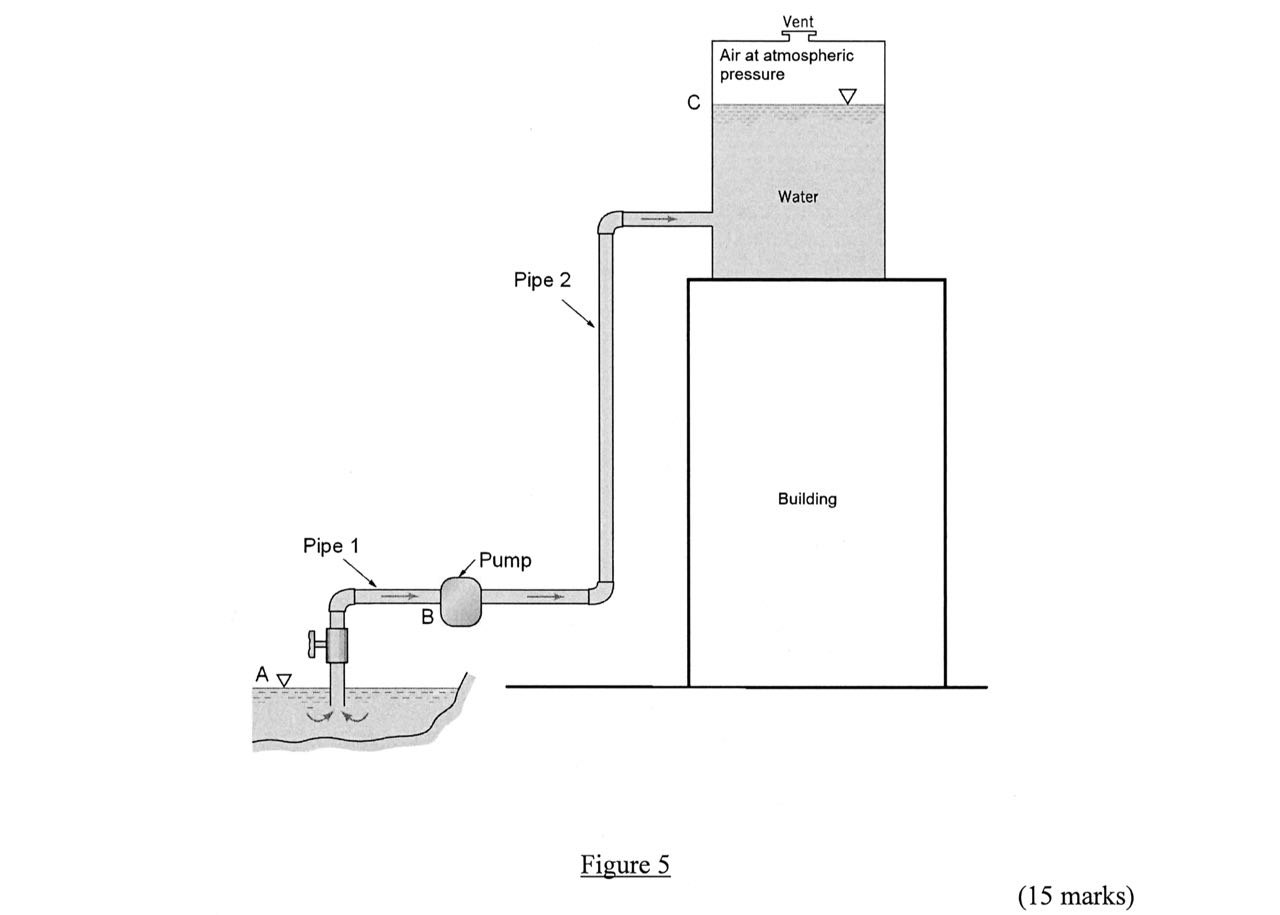 Vent
Air at atmospheric
pressure
C
Water
Pipe 2
Building
Pipe 1
Pump
B
A
Figure 5
(15 marks)